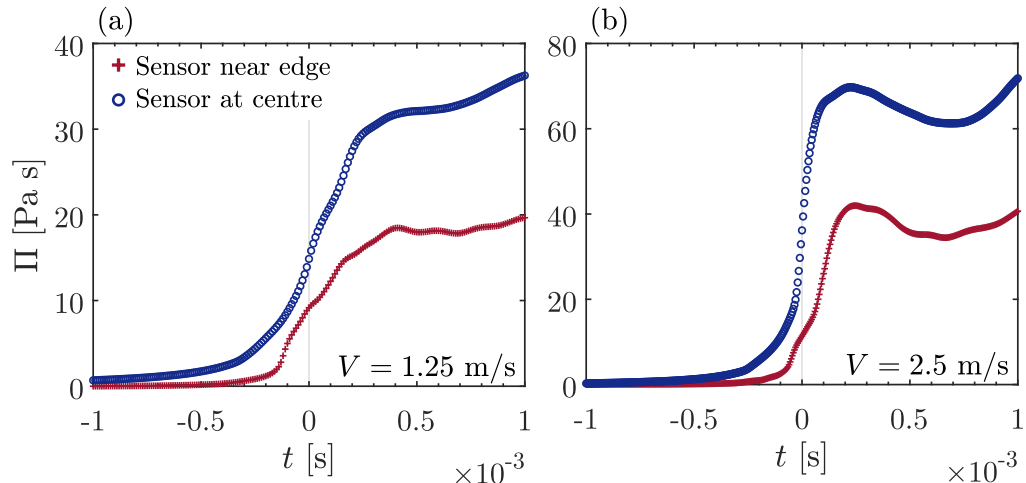 (a)
Π [Pa s]
40
30
20
10
0
+ Sensor near edge
○ Sensor at centre
V = 1.25 m/s
-1 -0.5 0 0.5 1
t [s]
×10⁻³
(b)
80
60
40
20
0
V = 2.5 m/s
-1 -0.5 0 0.5 1
t [s]
×10⁻³